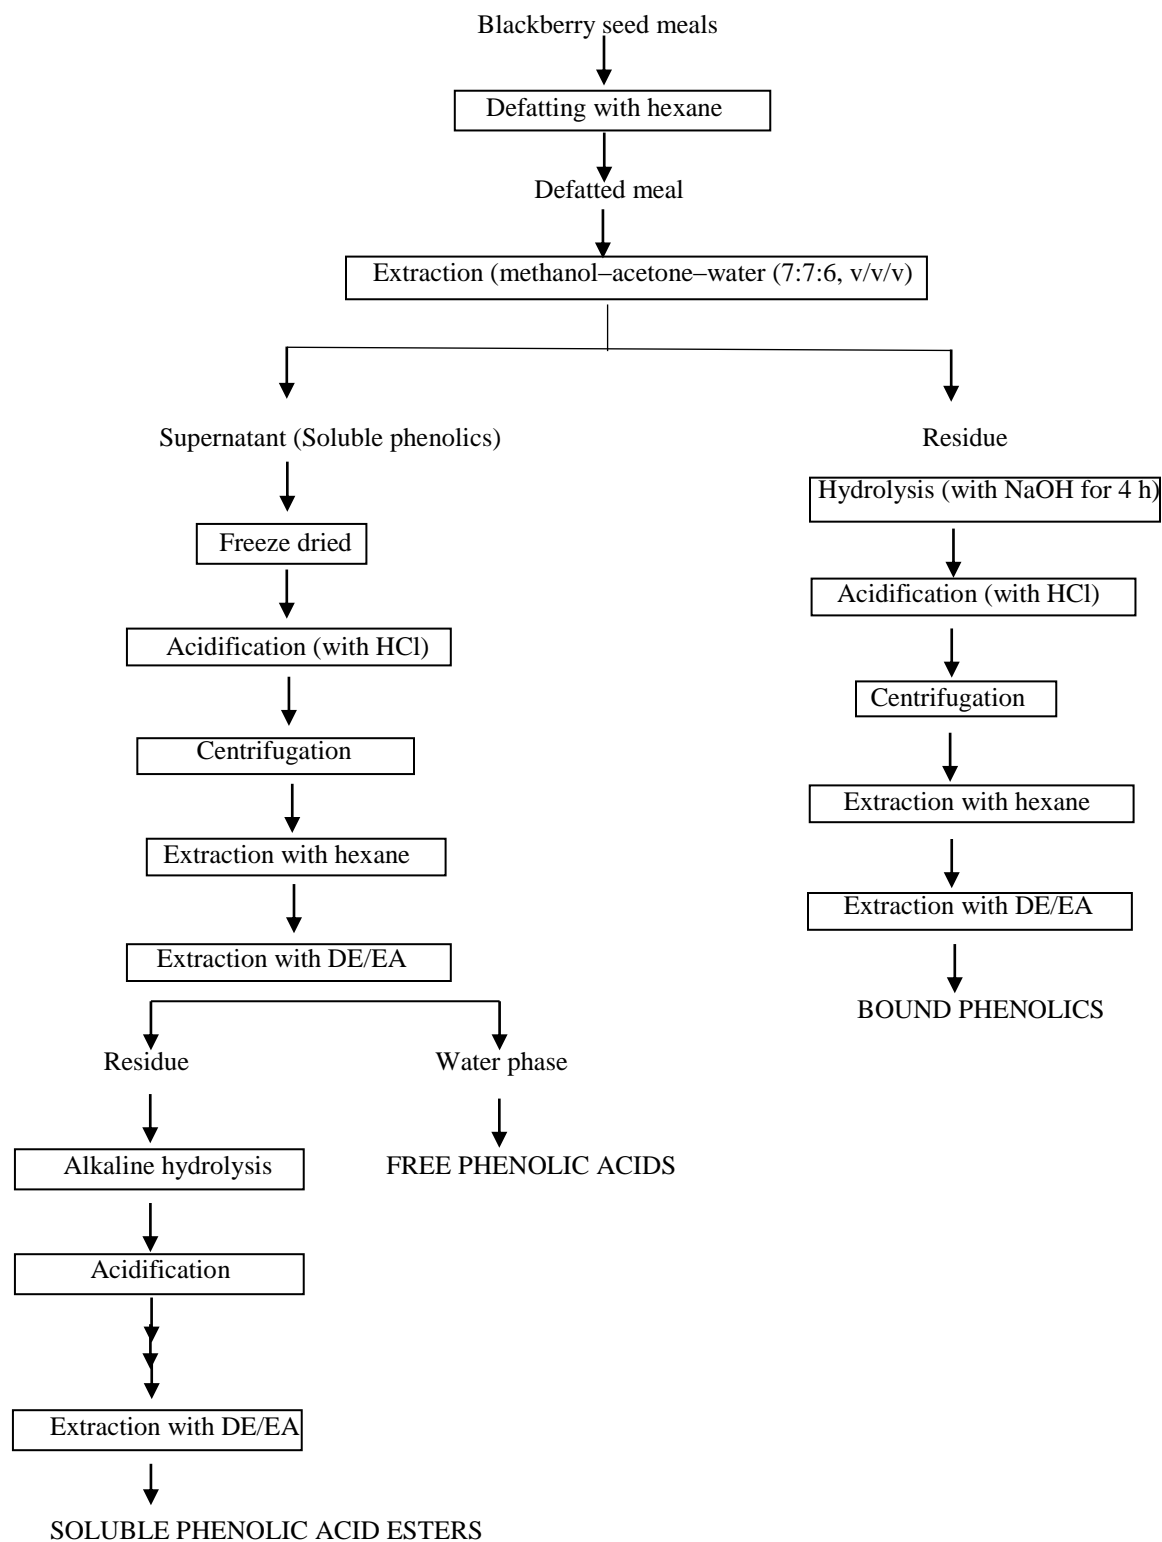 Blackberry seed meals
Defatting with hexane
Defatted meal
Extraction (methanol–acetone–water (7:7:6, v/v/v)
Supernatant (Soluble phenolics)
Freeze dried
Acidification (with HCl)
Centrifugation
Extraction with hexane
Extraction with DE/EA
Residue
Alkaline hydrolysis
Acidification
Extraction with DE/EA
SOLUBLE PHENOLIC ACID ESTERS
Water phase
FREE PHENOLIC ACIDS
Residue
Hydrolysis (with NaOH for 4 h)
Acidification (with HCl)
Centrifugation
Extraction with hexane
Extraction with DE/EA
BOUND PHENOLICS